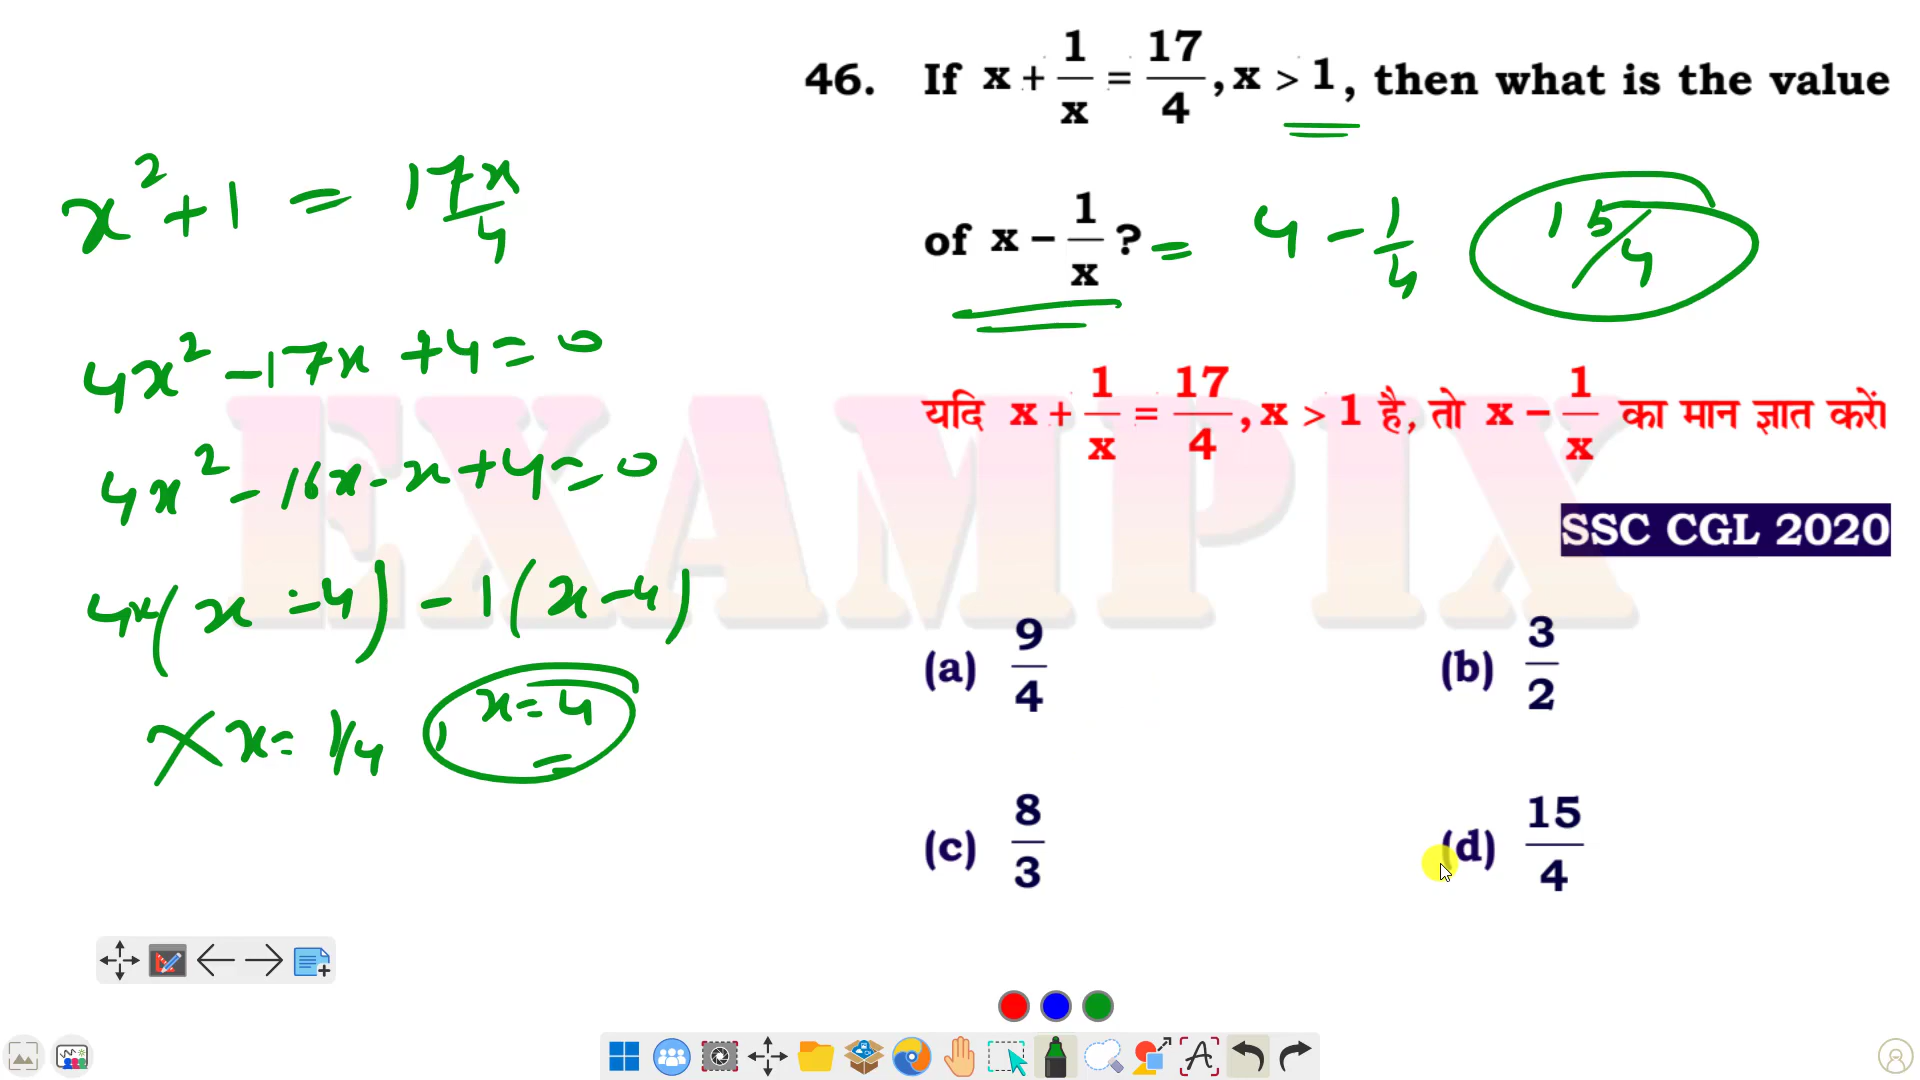 46. If x + 1/x = 17/4, x > 1, then what is the value
of x - 1/x ? = 4 - 1/4 15/4
यदि x + 1/x = 17/4, x > 1 है, तो x - 1/x का मान ज्ञात करें।
SSC CGL 2020
(a) 9/4
(b) 3/2
(c) 8/3
(d) 15/4
x² + 1 = 17x/4
4x² - 17x + 4 = 0
4x² - 16x - x + 4 = 0
4x(x - 4) - 1(x - 4)
x = 1/4, x = 4
EXAMPIX